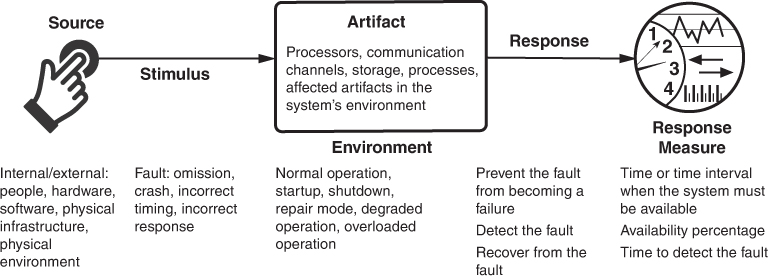 Source
Stimulus
Artifact
Processors, communication
channels, storage, processes,
affected artifacts in the
system's environment
Environment
Response
1
2
3
4
Response
Measure
Internal/external:
people, hardware,
software, physical
infrastructure,
physical
environment
Fault: omission,
crash, incorrect
timing, incorrect
response
Normal operation,
startup, shutdown,
repair mode, degraded
operation, overloaded
operation
Prevent the fault
from becoming a
failure
Detect the fault
Recover from the
fault
Time or time interval
when the system must
be available
Availability percentage
Time to detect the fault